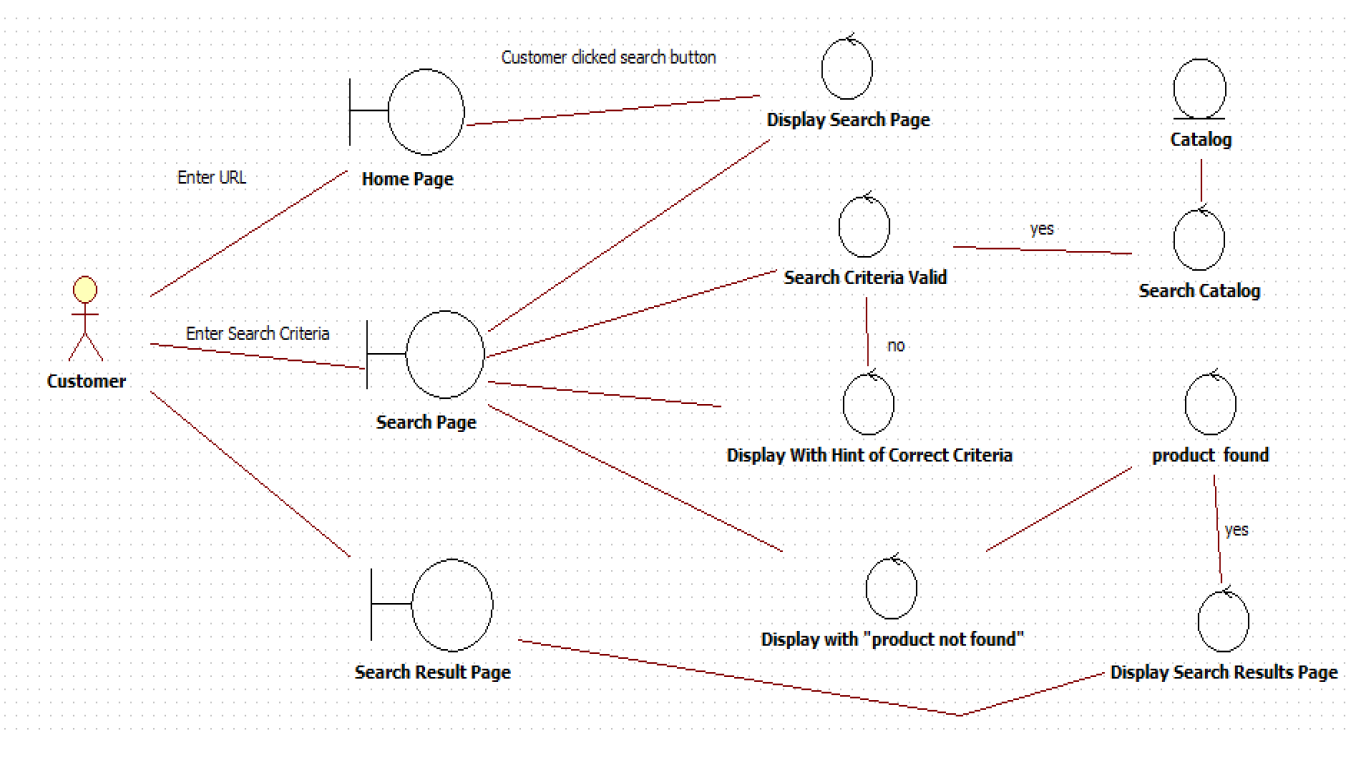 Customer clicked search button
Display Search Page
Catalog
Enter URL
Home Page
yes
Search Criteria Valid
Search Catalog
Enter Search Criteria
no
Customer
Search Page
Display With Hint of Correct Criteria
product found
yes
Display with "product not found"
Search Result Page
Display Search Results Page